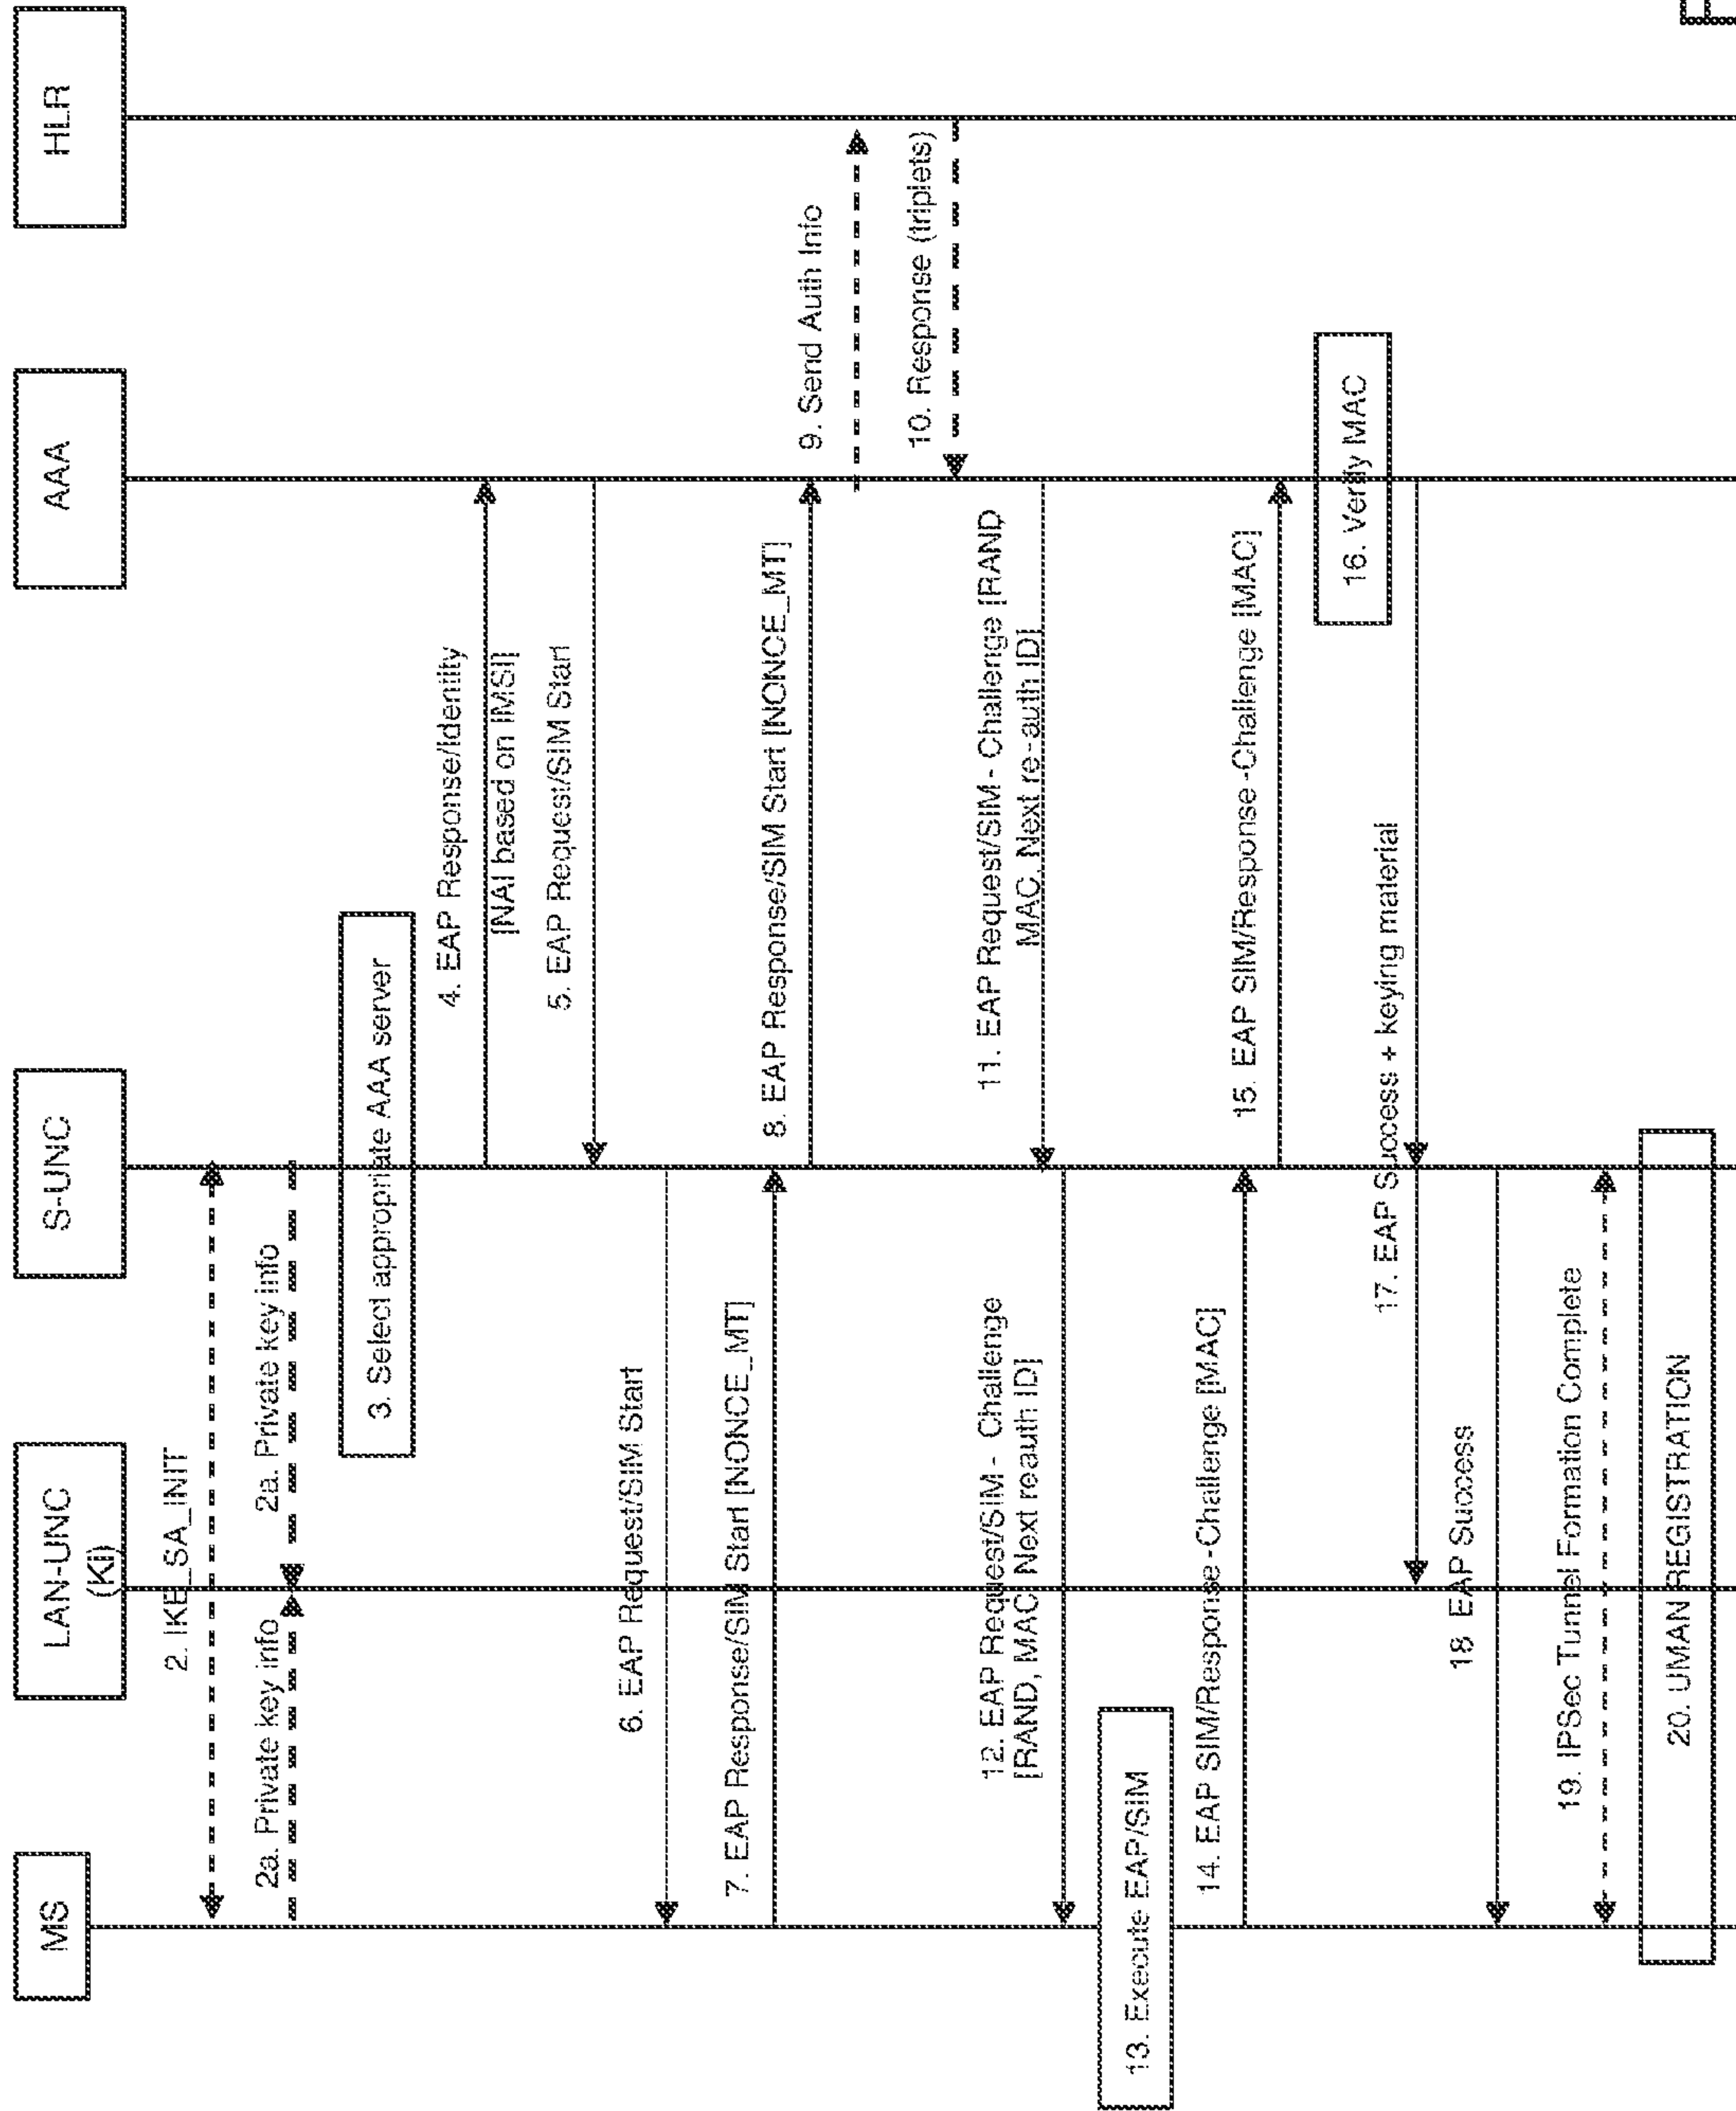 MS
LAN-UNC
(Ki)
S-UNC
AAA
HLR
2. IKE_SA_INIT
2a. Private key info
2a. Private key info
3. Select appropriate AAA server
4. EAP Response/Identity
[NAI based on IMSI]
5. EAP Request/SIM Start
6. EAP Request/SIM Start
7. EAP Response/SIM Start [NONCE_MT]
8. EAP Response/SIM Start [NONCE_MT]
9. Send Auth Info
10. Response (triplets)
11. EAP Request/SIM - Challenge [RAND
MAC, Next re-auth ID]
12. EAP Request/SIM - Challenge
[RAND, MAC, Next reauth ID]
13. Execute EAP/SIM
14. EAP SIM/Response -Challenge [MAC]
15. EAP SIM/Response -Challenge [MAC]
16. Verify MAC
17. EAP Success + keying material
18 EAP Success
19. IPSec Tunnel Formation Complete
20. UMAN REGISTRATION